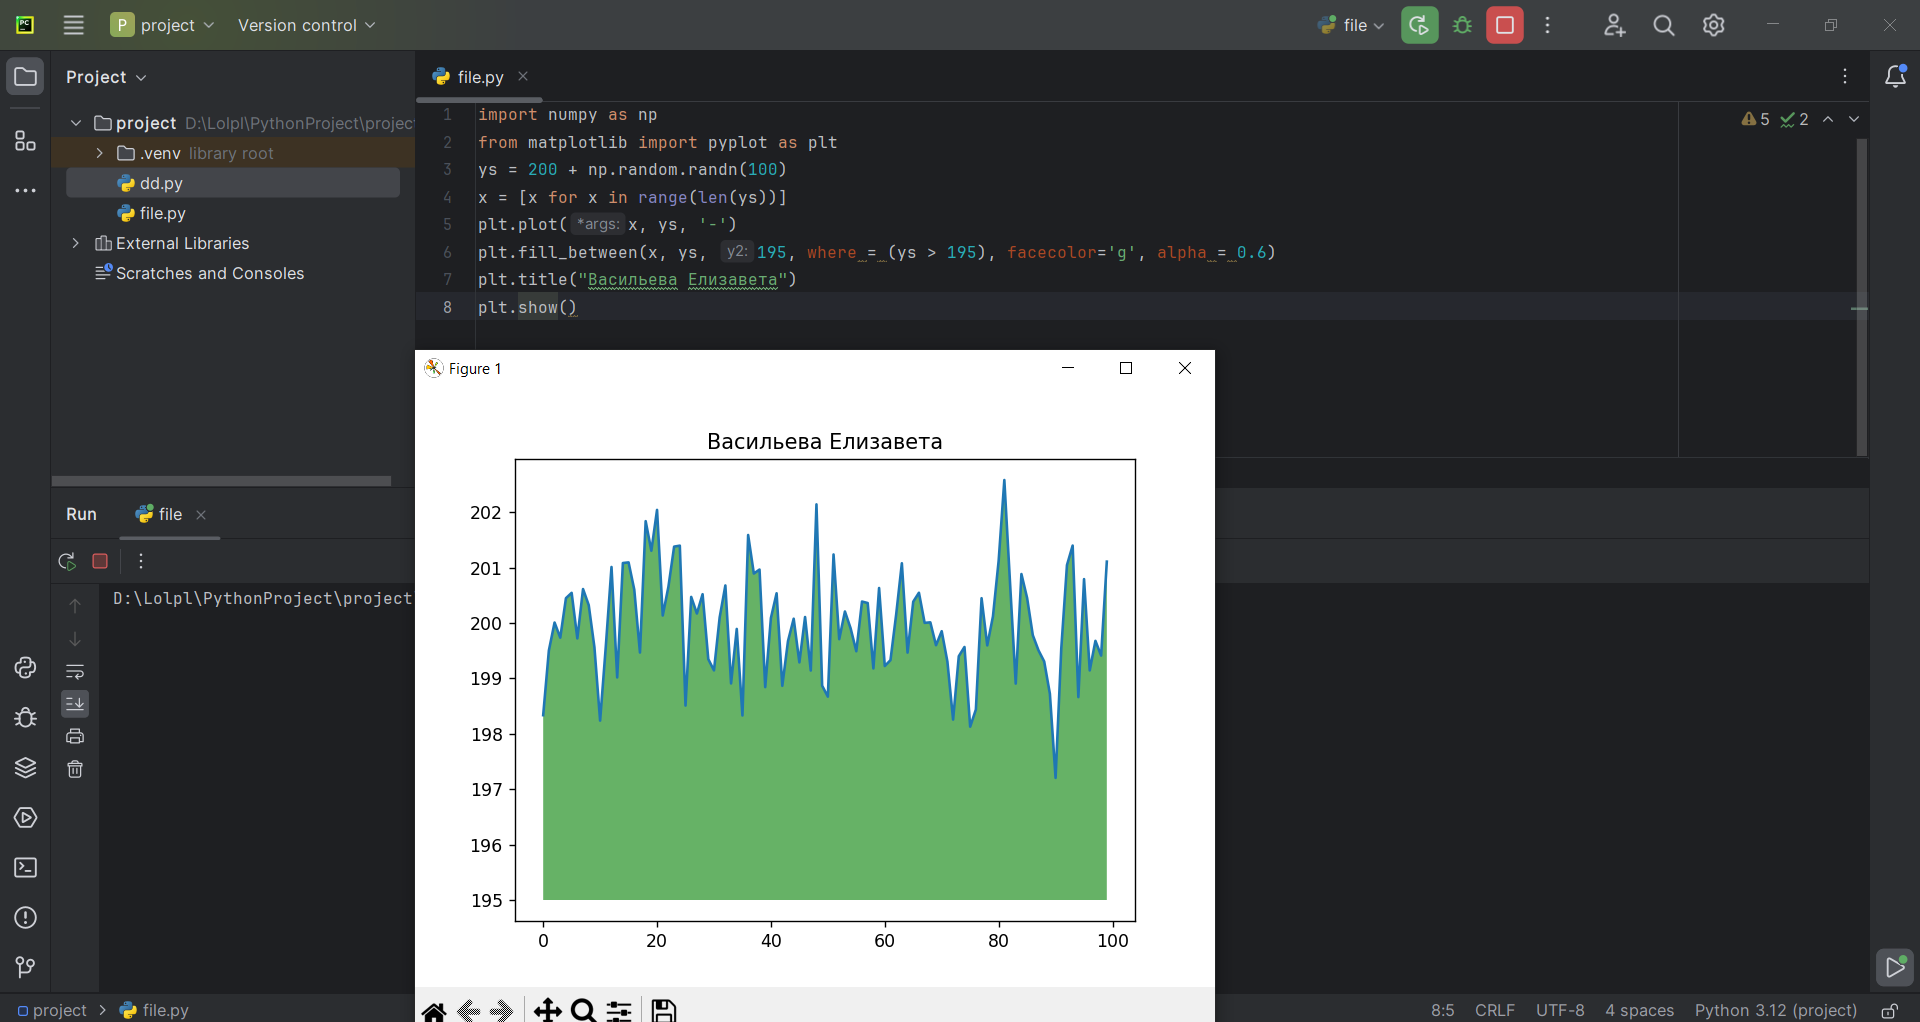 P project Version control file
Project
project D:\Lolpl\PythonProject\projec
.venv library root
dd.py
file.py
External Libraries
Scratches and Consoles
file.py
5 2
1 import numpy as np
2 from matplotlib import pyplot as plt
3 ys = 200 + np.random.randn(100)
4 x = [x for x in range(len(ys))]
5 plt.plot( *args: x, ys, '-')
6 plt.fill_between(x, ys, y2: 195, where = (ys > 195), facecolor='g', alpha = 0.6)
7 plt.title("Васильева Елизавета")
8 plt.show()
Figure 1
Васильева Елизавета
202
201
200
199
198
197
196
195
0 20 40 60 80 100
Run file
D:\Lolpl\PythonProject\project
project file.py
8:5 CRLF UTF-8 4 spaces Python 3.12 (project)